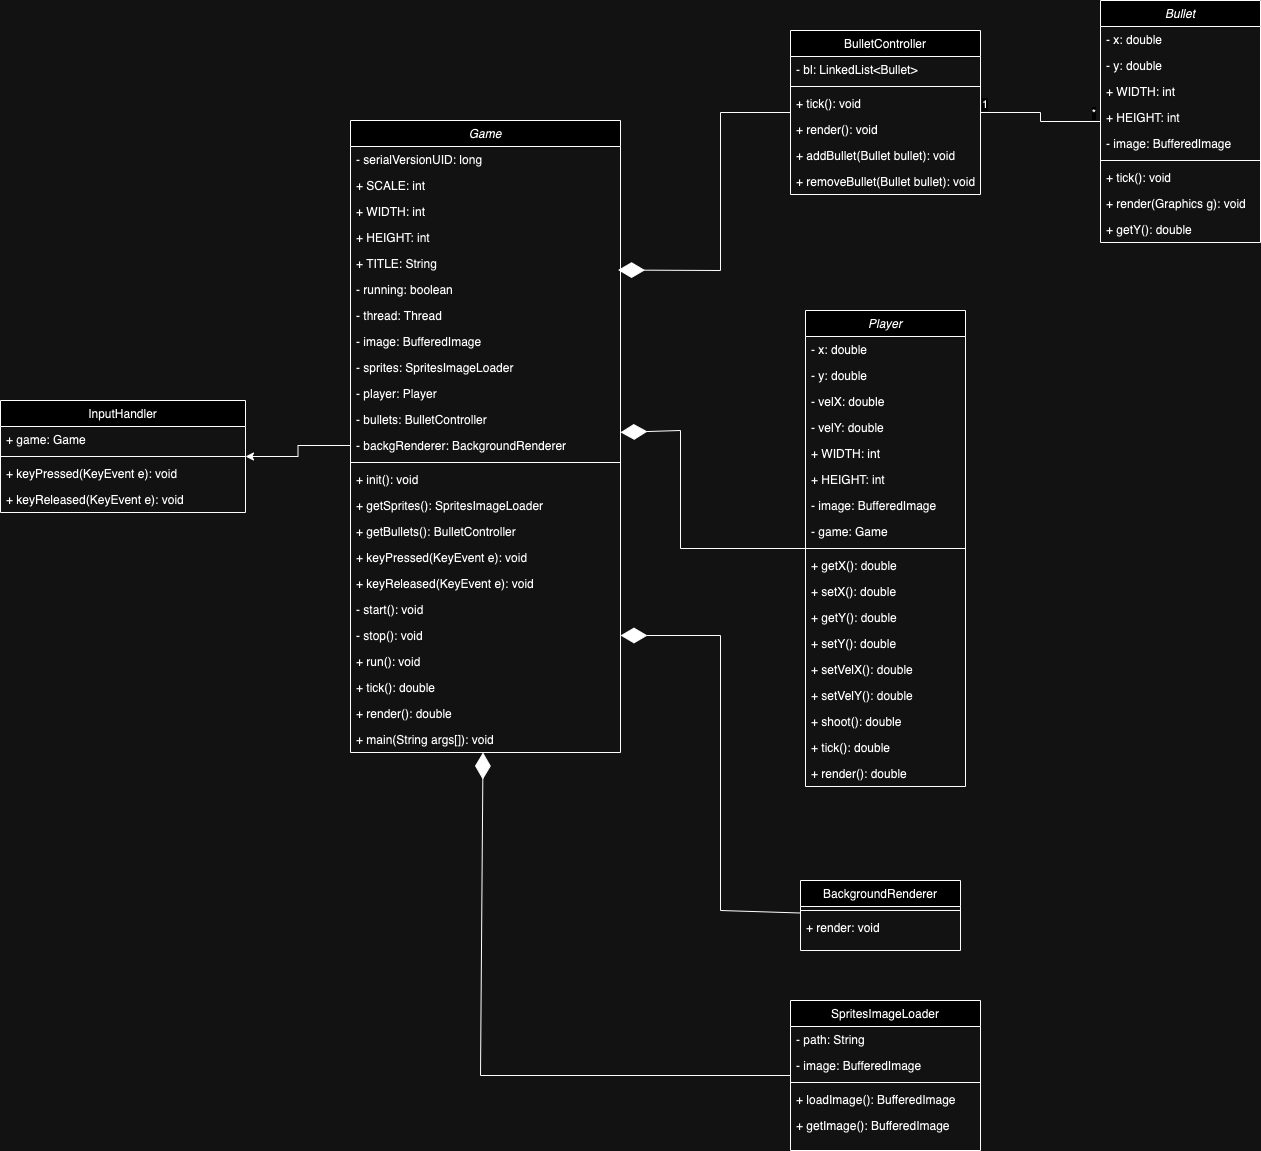 Bullet
- x: double
- y: double
+ WIDTH: int
+ HEIGHT: int
- image: BufferedImage
+ tick(): void
+ render(Graphics g): void
+ getY(): double
BulletController
- bl: LinkedList<Bullet>
+ tick(): void
+ render(): void
+ addBullet(Bullet bullet): void
+ removeBullet(Bullet bullet): void
1
*
Game
- serialVersionUID: long
+ SCALE: int
+ WIDTH: int
+ HEIGHT: int
+ TITLE: String
- running: boolean
- thread: Thread
- image: BufferedImage
- sprites: SpritesImageLoader
- player: Player
- bullets: BulletController
- backgRenderer: BackgroundRenderer
+ init(): void
+ getSprites(): SpritesImageLoader
+ getBullets(): BulletController
+ keyPressed(KeyEvent e): void
+ keyReleased(KeyEvent e): void
- start(): void
- stop(): void
+ run(): void
+ tick(): double
+ render(): double
+ main(String args[]): void
InputHandler
+ game: Game
+ keyPressed(KeyEvent e): void
+ keyReleased(KeyEvent e): void
Player
- x: double
- y: double
- velX: double
- velY: double
+ WIDTH: int
+ HEIGHT: int
- image: BufferedImage
- game: Game
+ getX(): double
+ setX(): double
+ getY(): double
+ setY(): double
+ setVelX(): double
+ setVelY(): double
+ shoot(): double
+ tick(): double
+ render(): double
BackgroundRenderer
+ render: void
SpritesImageLoader
- path: String
- image: BufferedImage
+ loadImage(): BufferedImage
+ getImage(): BufferedImage